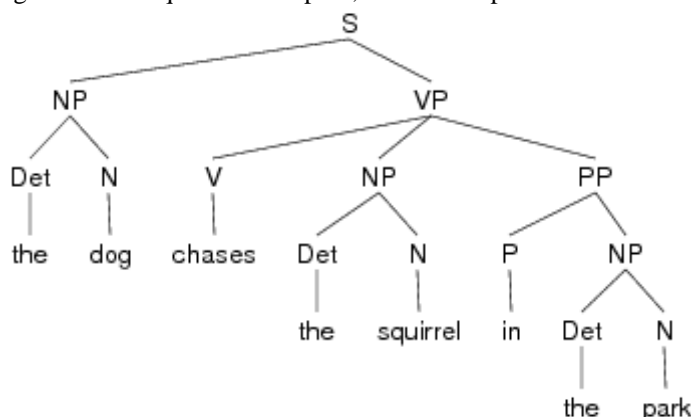 S
NP VP
Det N V NP PP
the dog chases Det N P NP
the squirrel in Det N
the park